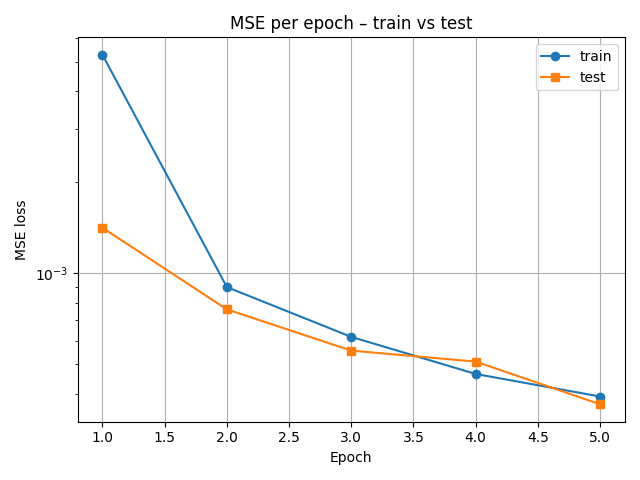 MSE per epoch – train vs test
train
test
MSE loss
10⁻³
1.0 1.5 2.0 2.5 3.0 3.5 4.0 4.5 5.0
Epoch